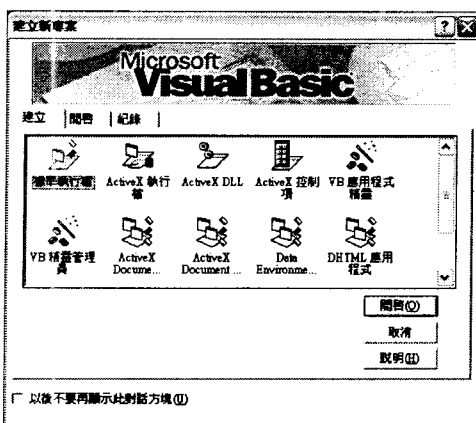 建立新專案
Microsoft
Visual Basic
建立 開啟 紀錄
標準執行檔 ActiveX 執行檔 ActiveX DLL ActiveX 控制項 VB 應用程式精靈
VB 精靈管理員 ActiveX Docume... ActiveX Document ... Data Environme... DHTML 應用程式
開啟(O)
取消
說明(H)
以後不要再顯示此對話方塊(U)